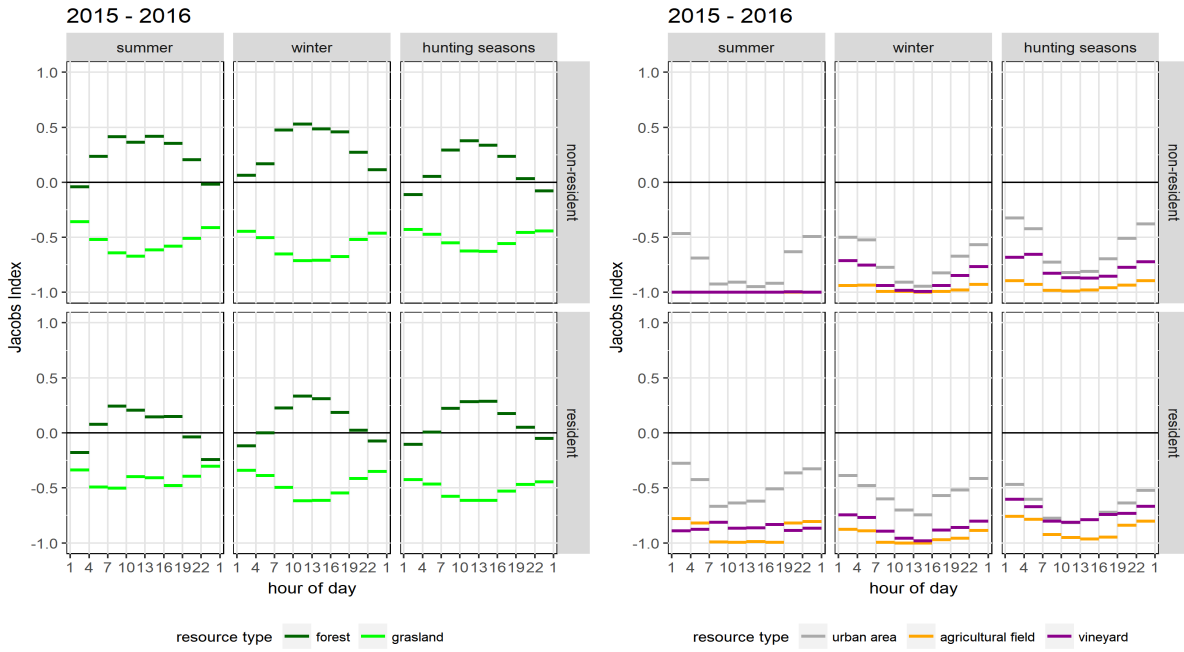 2015 - 2016
summer winter hunting seasons
1.0
0.5
0.0
-0.5
-1.0
non-resident
1.0
0.5
0.0
-0.5
-1.0
resident
Jacobs Index
1 4 7 10 13 16 19 22 1 4 7 10 13 16 19 22 1 4 7 10 13 16 19 22 1
hour of day
resource type forest grasland
2015 - 2016
summer winter hunting seasons
1.0
0.5
0.0
-0.5
-1.0
non-resident
1.0
0.5
0.0
-0.5
-1.0
resident
Jacobs Index
1 4 7 10 13 16 19 22 1 4 7 10 13 16 19 22 1 4 7 10 13 16 19 22 1
hour of day
resource type urban area agricultural field vineyard